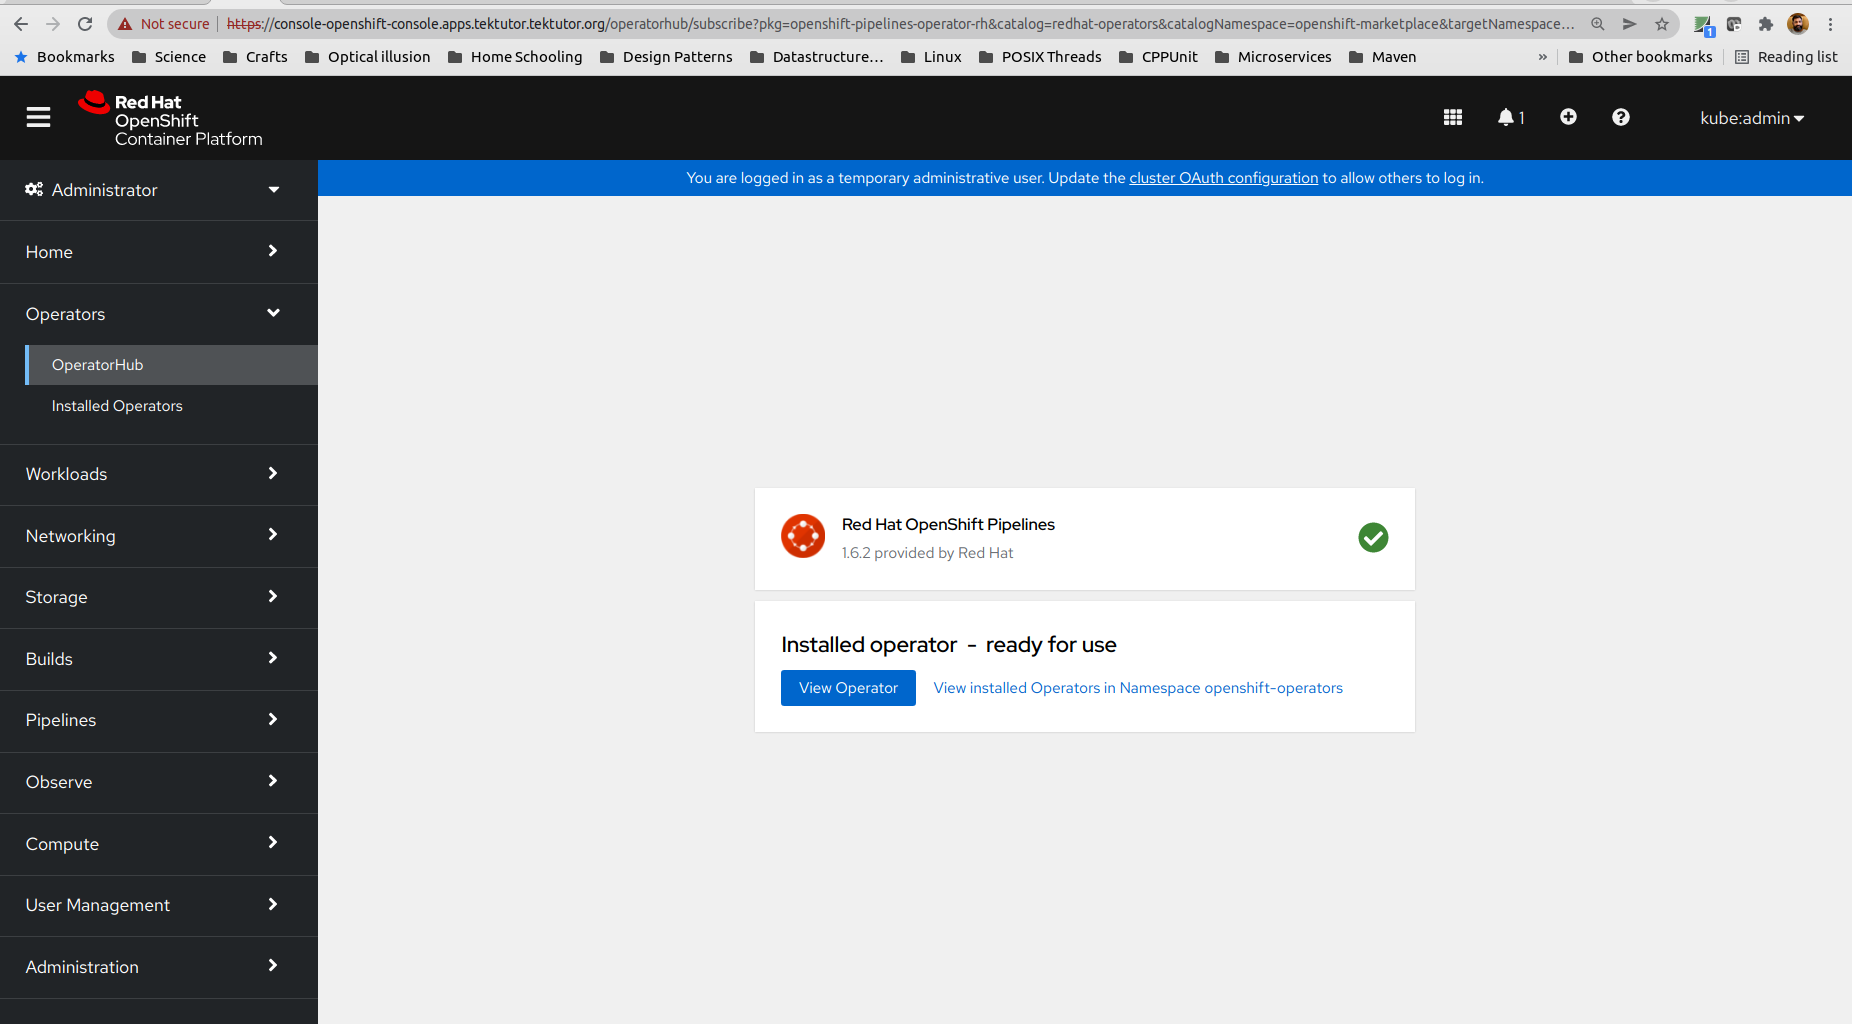 Not secure | https://console-openshift-console.apps.tektutor.tektutor.org/operatorhub/subscribe?pkg=openshift-pipelines-operator-rh&catalog=redhat-operators&catalogNamespace=openshift-marketplace&targetNamespace...
1
Bookmarks Science Crafts Optical illusion Home Schooling Design Patterns Datastructure... Linux POSIX Threads CPPUnit Microservices Maven » Other bookmarks Reading list
Red Hat
OpenShift
Container Platform
1
kube:admin
Administrator
You are logged in as a temporary administrative user. Update the cluster OAuth configuration to allow others to log in.
Home
Operators
OperatorHub
Installed Operators
Workloads
Networking
Storage
Builds
Pipelines
Observe
Compute
User Management
Administration
Red Hat OpenShift Pipelines
1.6.2 provided by Red Hat
Installed operator - ready for use
View Operator View installed Operators in Namespace openshift-operators